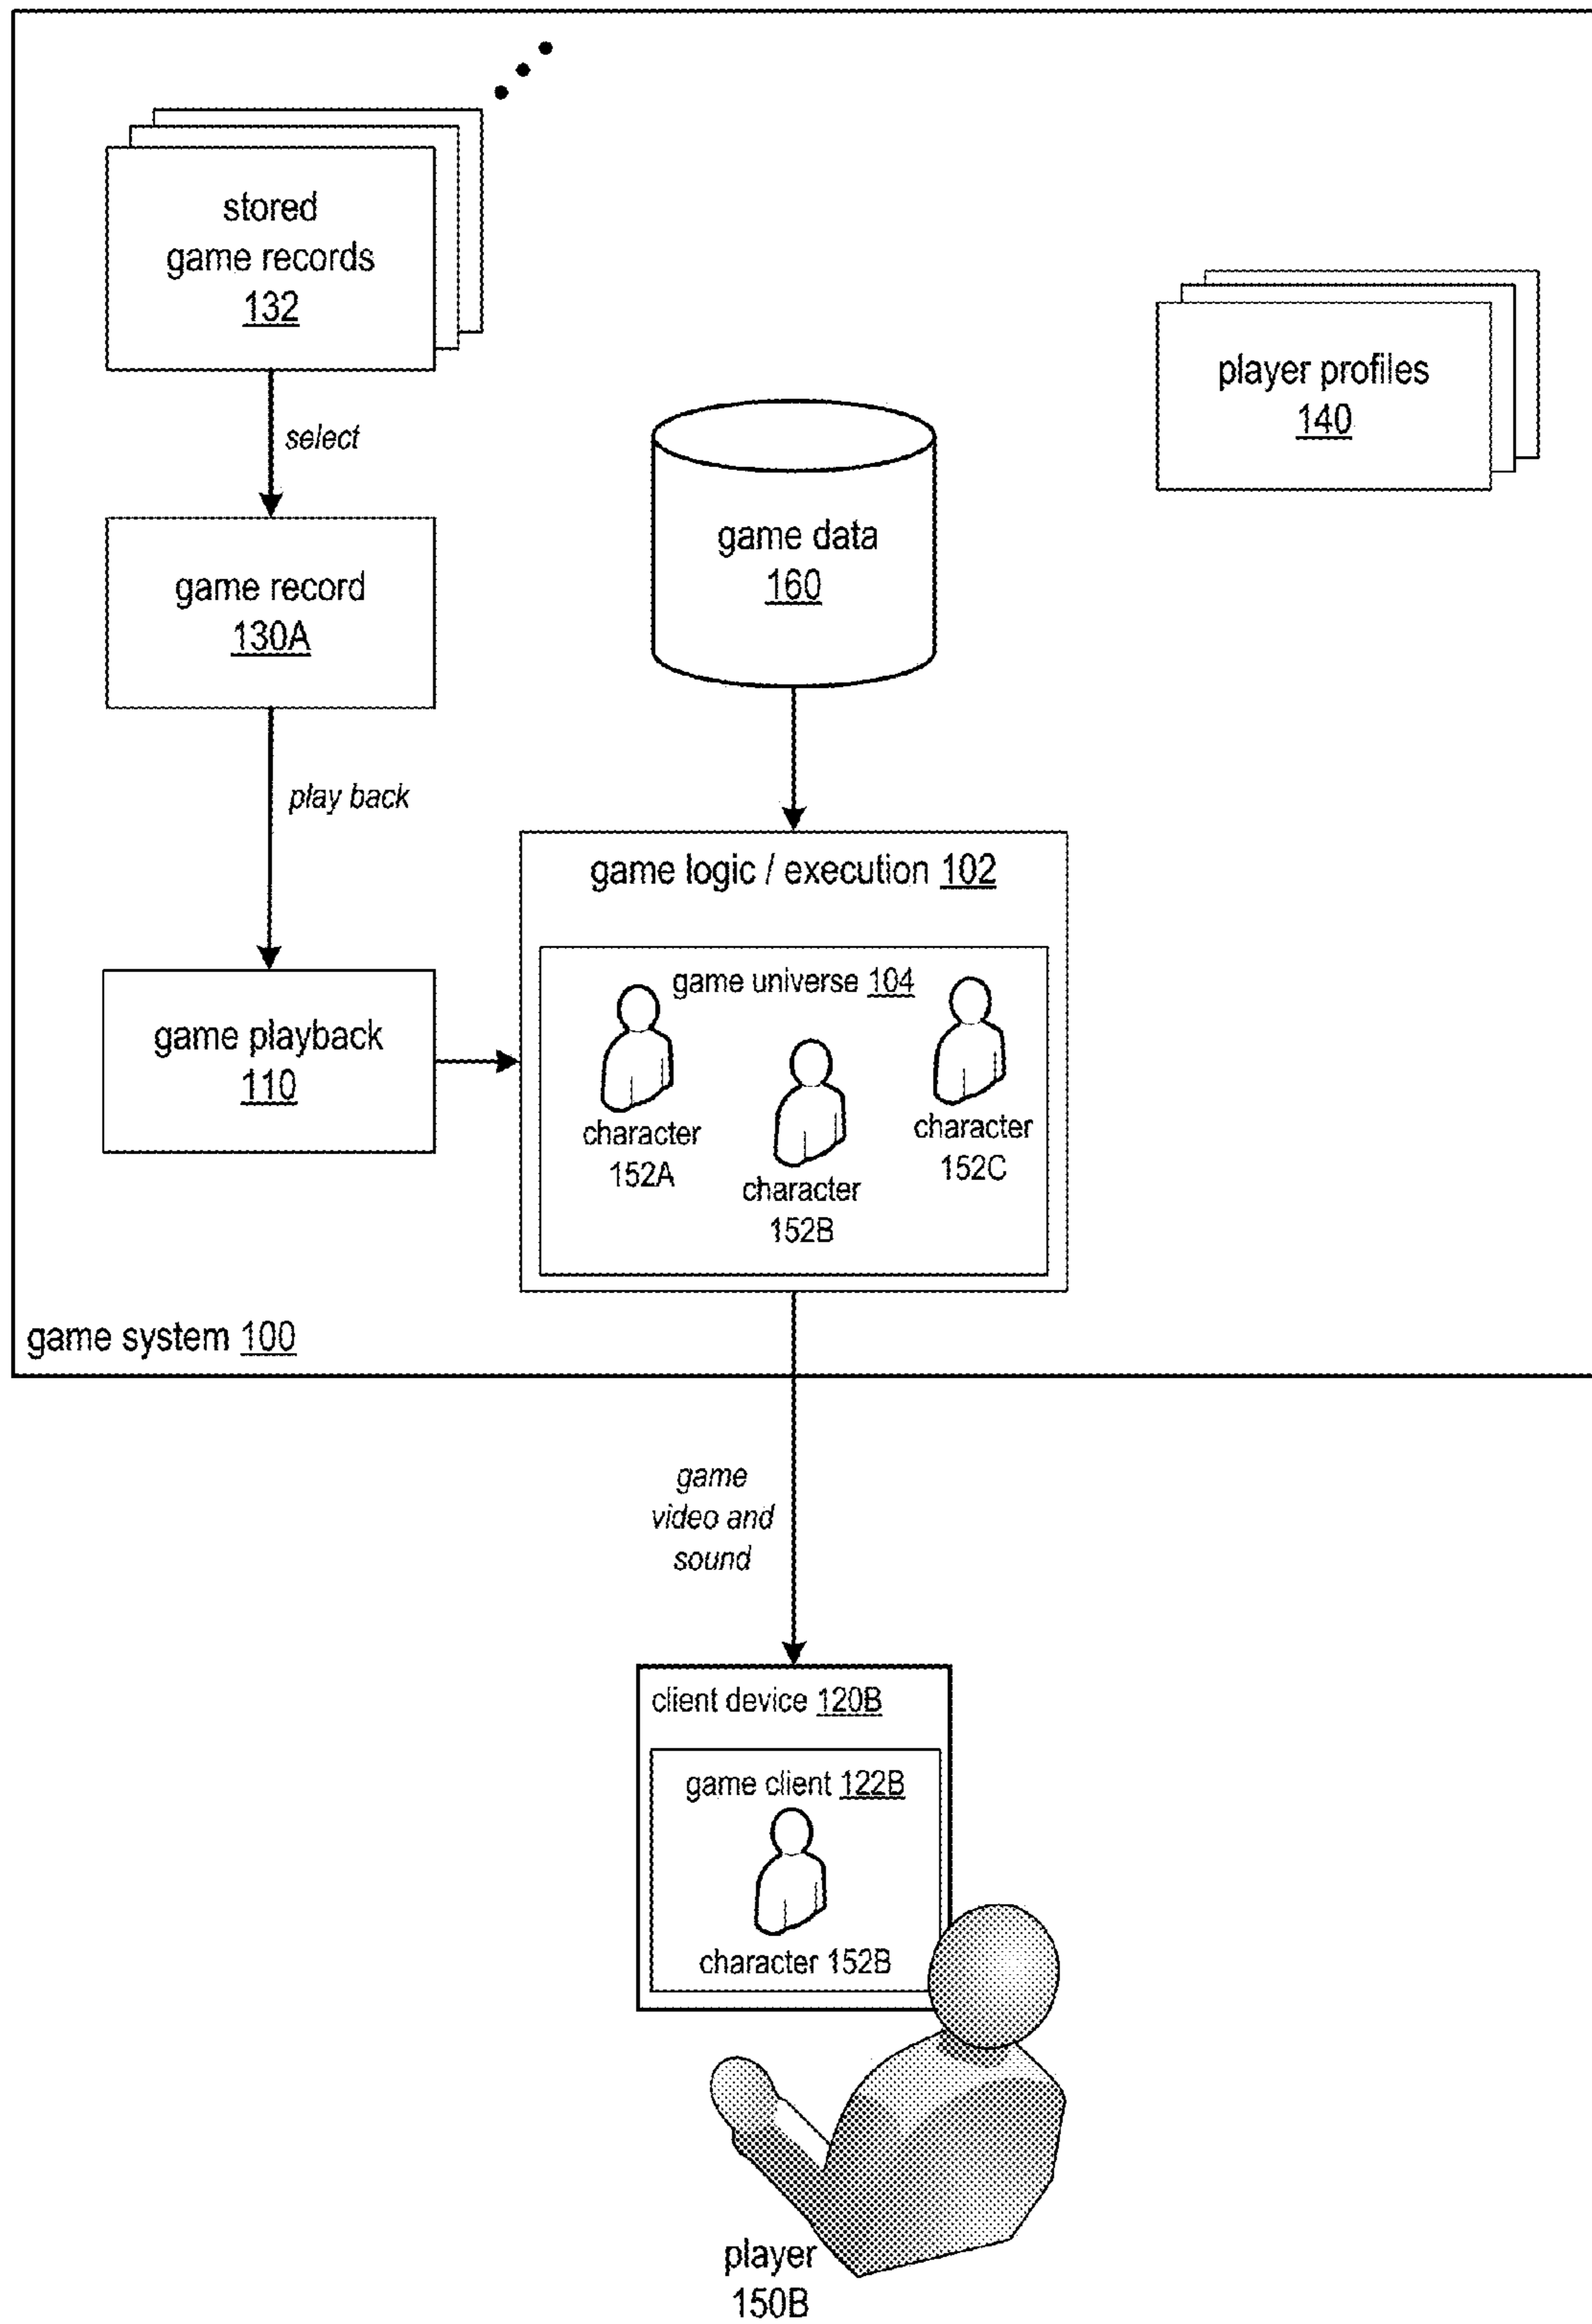 stored
game records
132
select
player profiles
140
game data
160
game record
130A
play back
game logic / execution 102
game universe 104
game playback
110
character
152A
character
152B
character
152C
game system 100
game
video and
sound
client device 120B
game client 122B
character 152B
player
150B